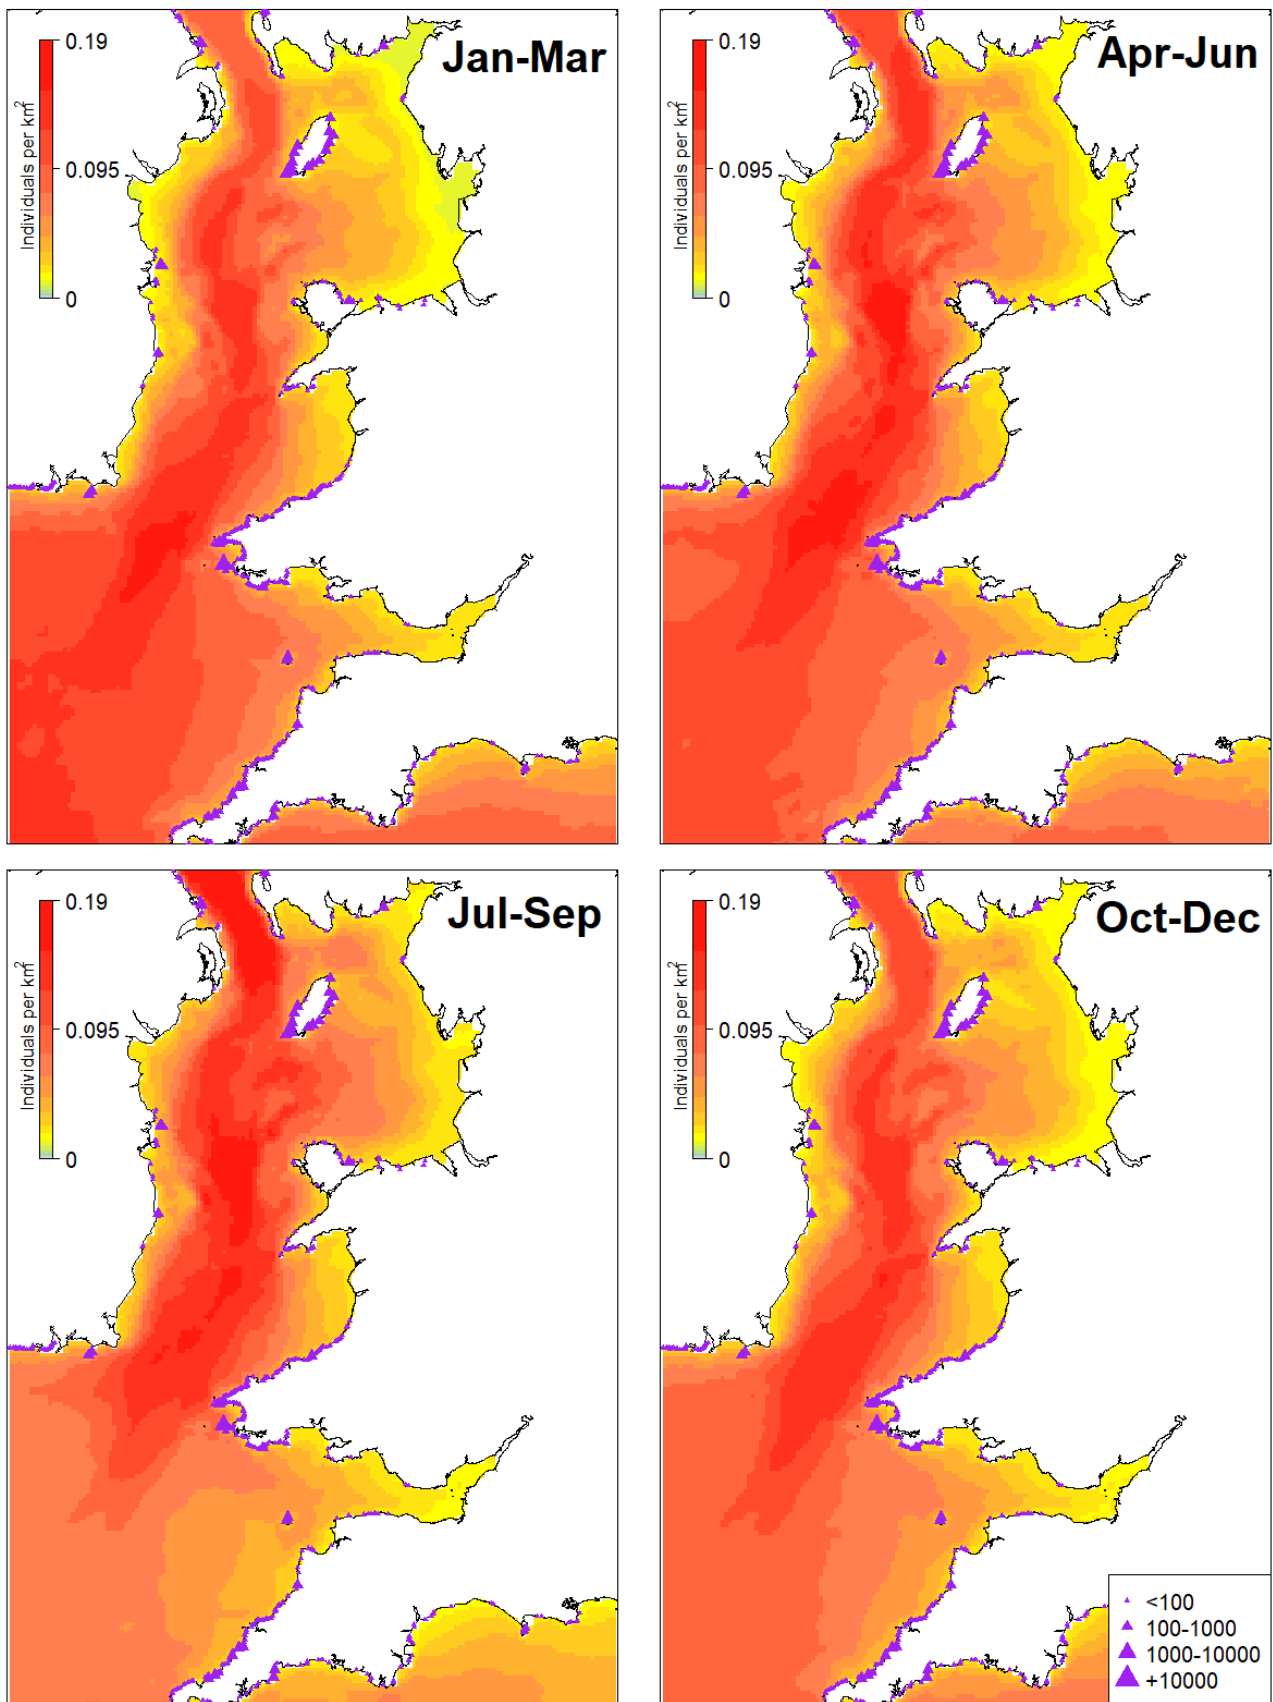 Jan-Mar
0.19
0.095
0
Individuals per km²
Apr-Jun
0.19
0.095
0
Individuals per km²
Jul-Sep
0.19
0.095
0
Individuals per km²
Oct-Dec
0.19
0.095
0
Individuals per km²
<100
100-1000
1000-10000
+10000